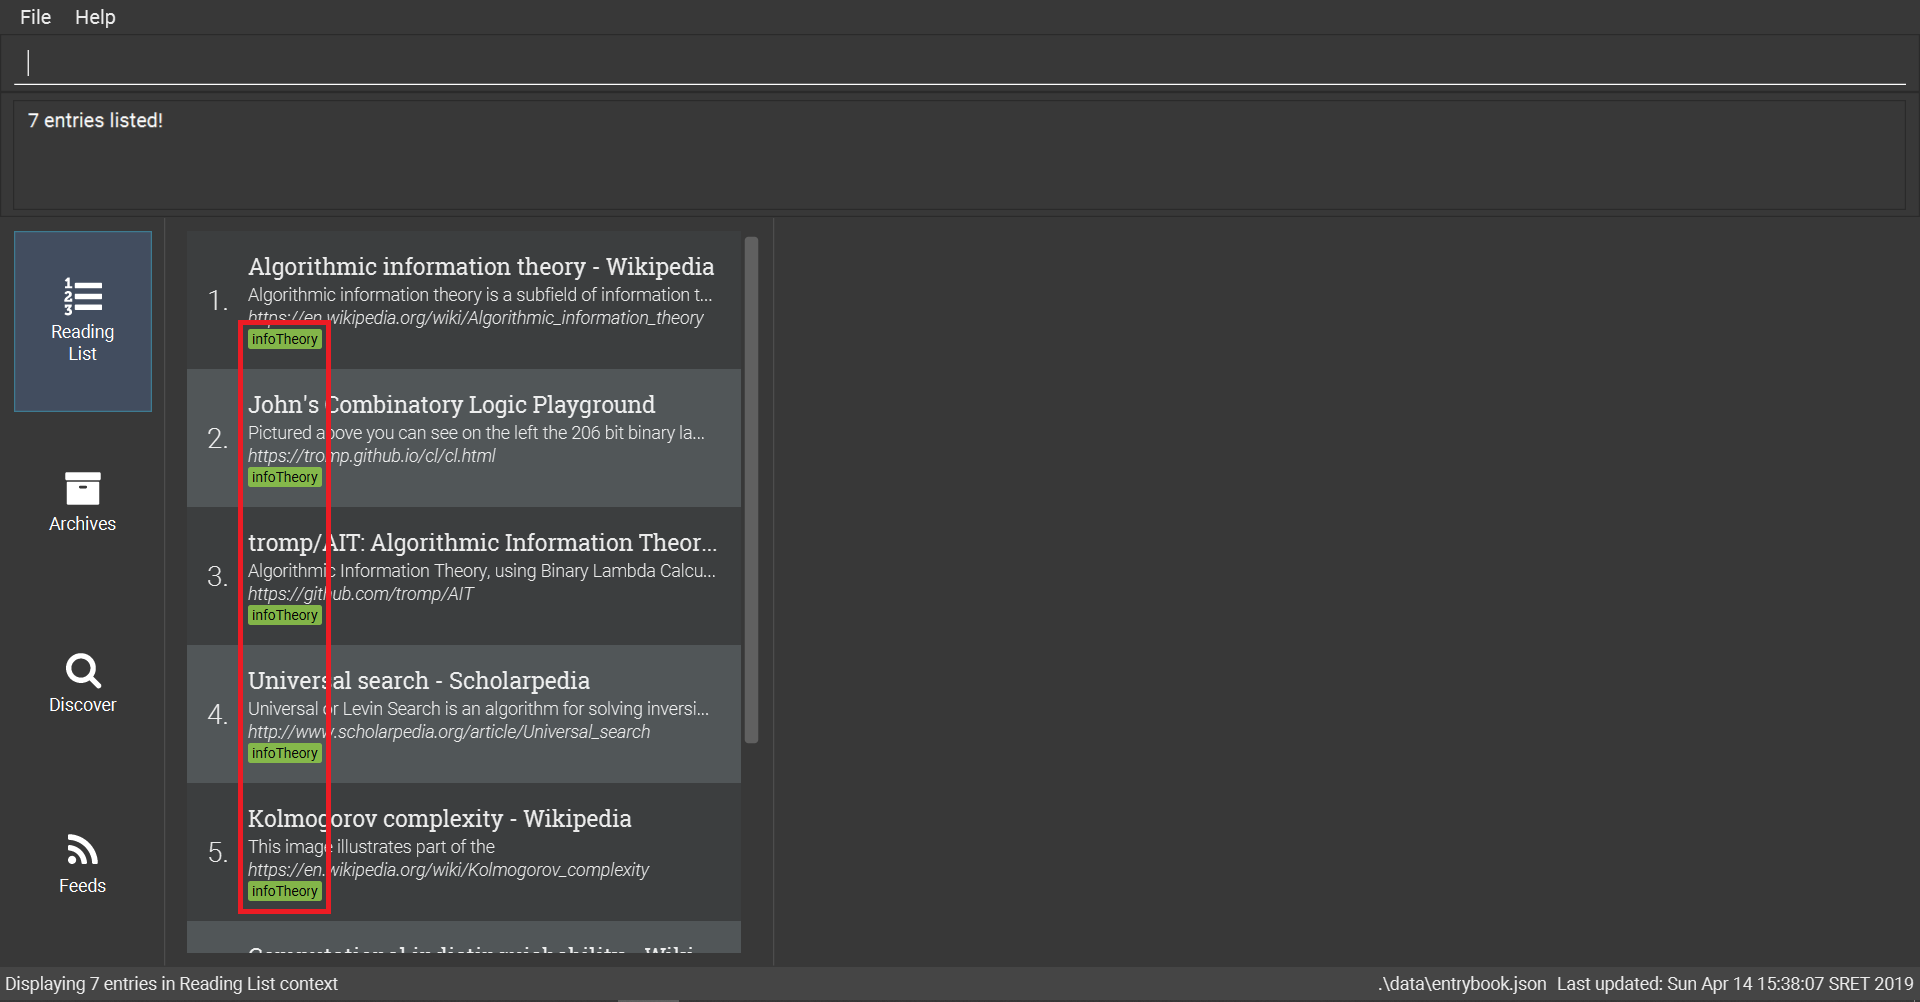 File Help
7 entries listed!
Reading
List
Archives
Discover
Feeds
1.
Algorithmic information theory - Wikipedia
Algorithmic information theory is a subfield of information t...
https://en.wikipedia.org/wiki/Algorithmic_information_theory
infoTheory
2.
John's Combinatory Logic Playground
Pictured above you can see on the left the 206 bit binary la...
https://tromp.github.io/cl/cl.html
infoTheory
3.
tromp/AIT: Algorithmic Information Theor...
Algorithmic Information Theory, using Binary Lambda Calcu...
https://github.com/tromp/AIT
infoTheory
4.
Universal search - Scholarpedia
Universal or Levin Search is an algorithm for solving inversi...
http://www.scholarpedia.org/article/Universal_search
infoTheory
5.
Kolmogorov complexity - Wikipedia
This image illustrates part of the
https://en.wikipedia.org/wiki/Kolmogorov_complexity
infoTheory
Computational indistinguishability - Wiki...
Displaying 7 entries in Reading List context
.\data\entrybook.json Last updated: Sun Apr 14 15:38:07 SRET 2019